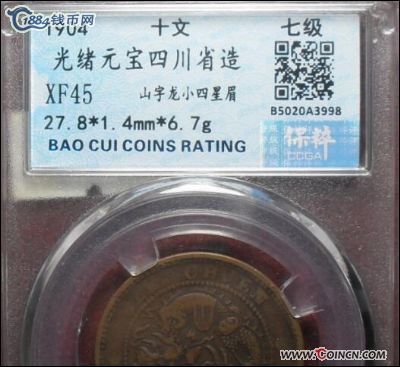 1884钱币网
1904 十文 七级
光绪元宝四川省造
XF45 山字龙小四星眉
27.8*1.4mm*6.7g
B5020A3998
BAO CUI COINS RATING
保粹
CCGA
https://www.COINCN.com/